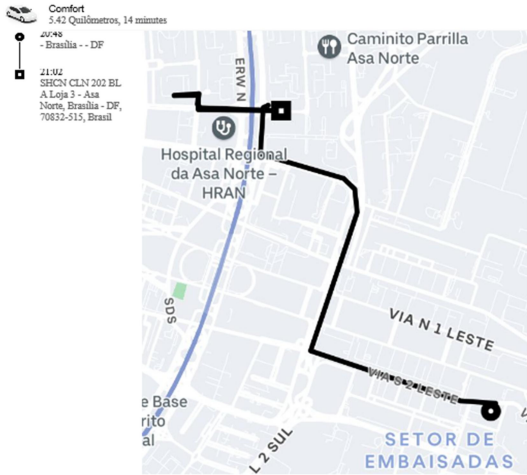 Comfort
5.42 Quilômetros, 14 minutes
20:48
- Brasília - - DF
21:02
SHCN CLN 202 BL
A Loja 3 - Asa
Norte, Brasília - DF,
70832-515, Brasil
Caminito Parrilla
Asa Norte
ERW N
Hospital Regional
da Asa Norte –
HRAN
SDS
VIA N 1 LESTE
VIA S 2 LESTE
e Base
rito
al
L 2 SUL
SETOR DE
EMBAIXADAS